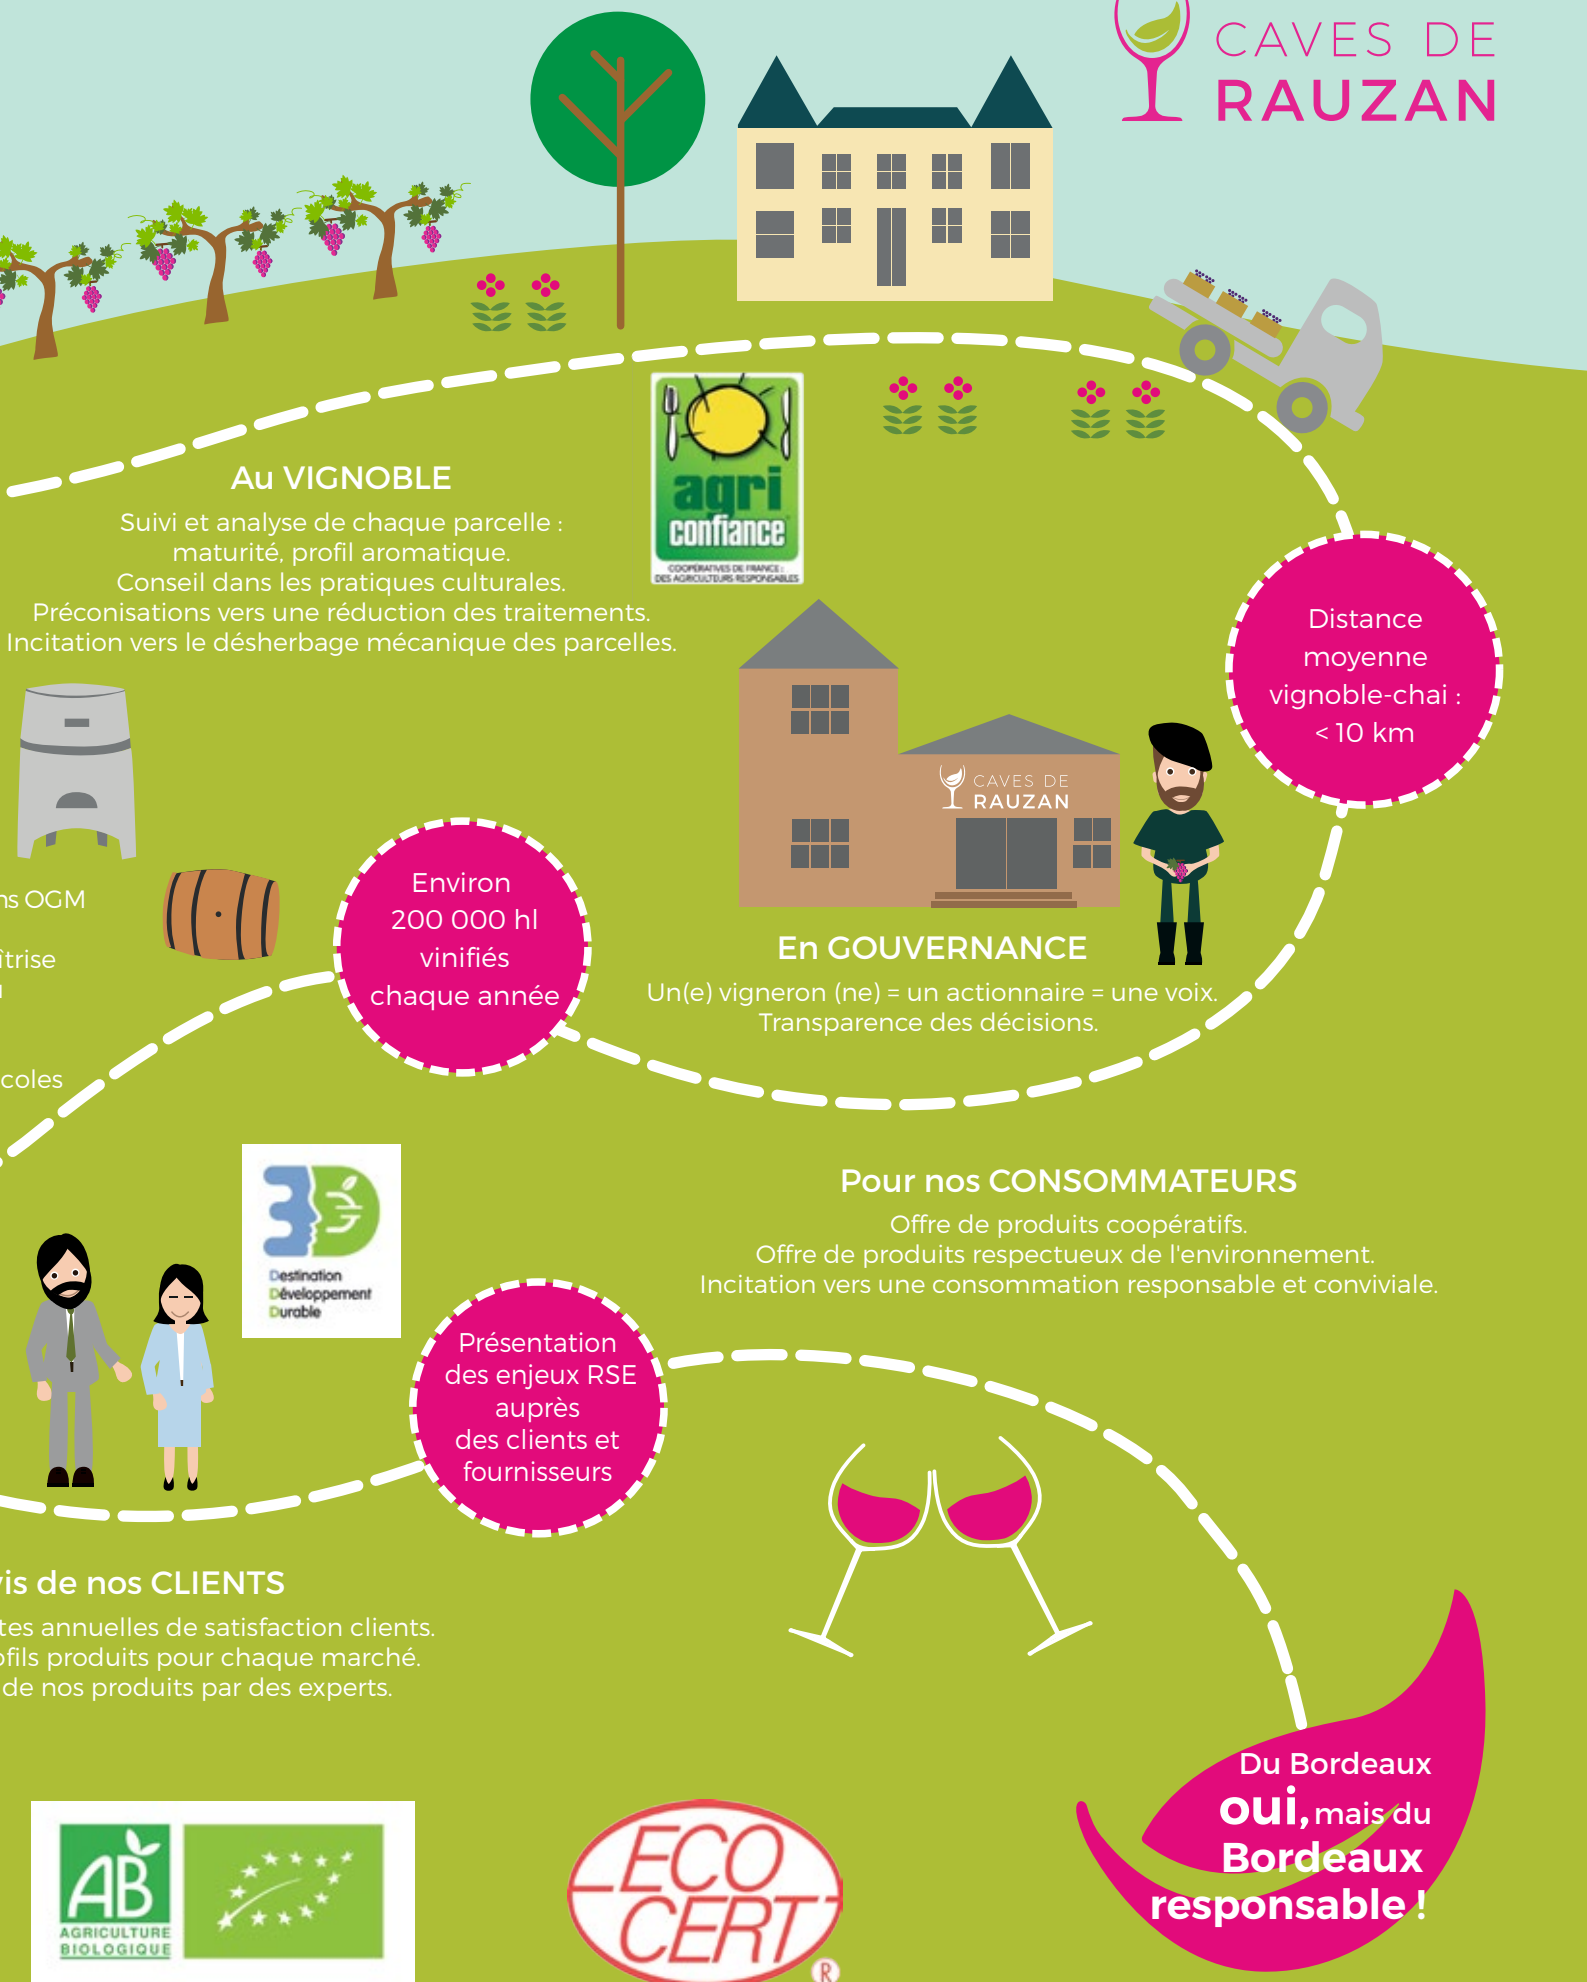 CAVES DE
RAUZAN
Au VIGNOBLE
Suivi et analyse de chaque parcelle :
maturité, profil aromatique.
Conseil dans les pratiques culturales.
Préconisations vers une réduction des traitements.
Incitation vers le désherbage mécanique des parcelles.
agri
confiance
COOPÉRATIVES DE FRANCE :
DES AGRICULTEURS RESPONSABLES
Distance
moyenne
vignoble-chai :
< 10 km
CAVES DE
RAUZAN
OGM
Environ
200 000 hl
vinifiés
chaque année
En GOUVERNANCE
Un(e) vigneron (ne) = un actionnaire = une voix.
Transparence des décisions.
Destination
Développement
Durable
Pour nos CONSOMMATEURS
Offre de produits coopératifs.
Offre de produits respectueux de l'environnement.
Incitation vers une consommation responsable et conviviale.
Présentation
des enjeux RSE
auprès
des clients et
fournisseurs
de nos CLIENTS
annuelles de satisfaction clients.
produits pour chaque marché.
de nos produits par des experts.
Du Bordeaux
oui, mais du
Bordeaux
responsable !
AB
AGRICULTURE
BIOLOGIQUE
ECO
CERT
®